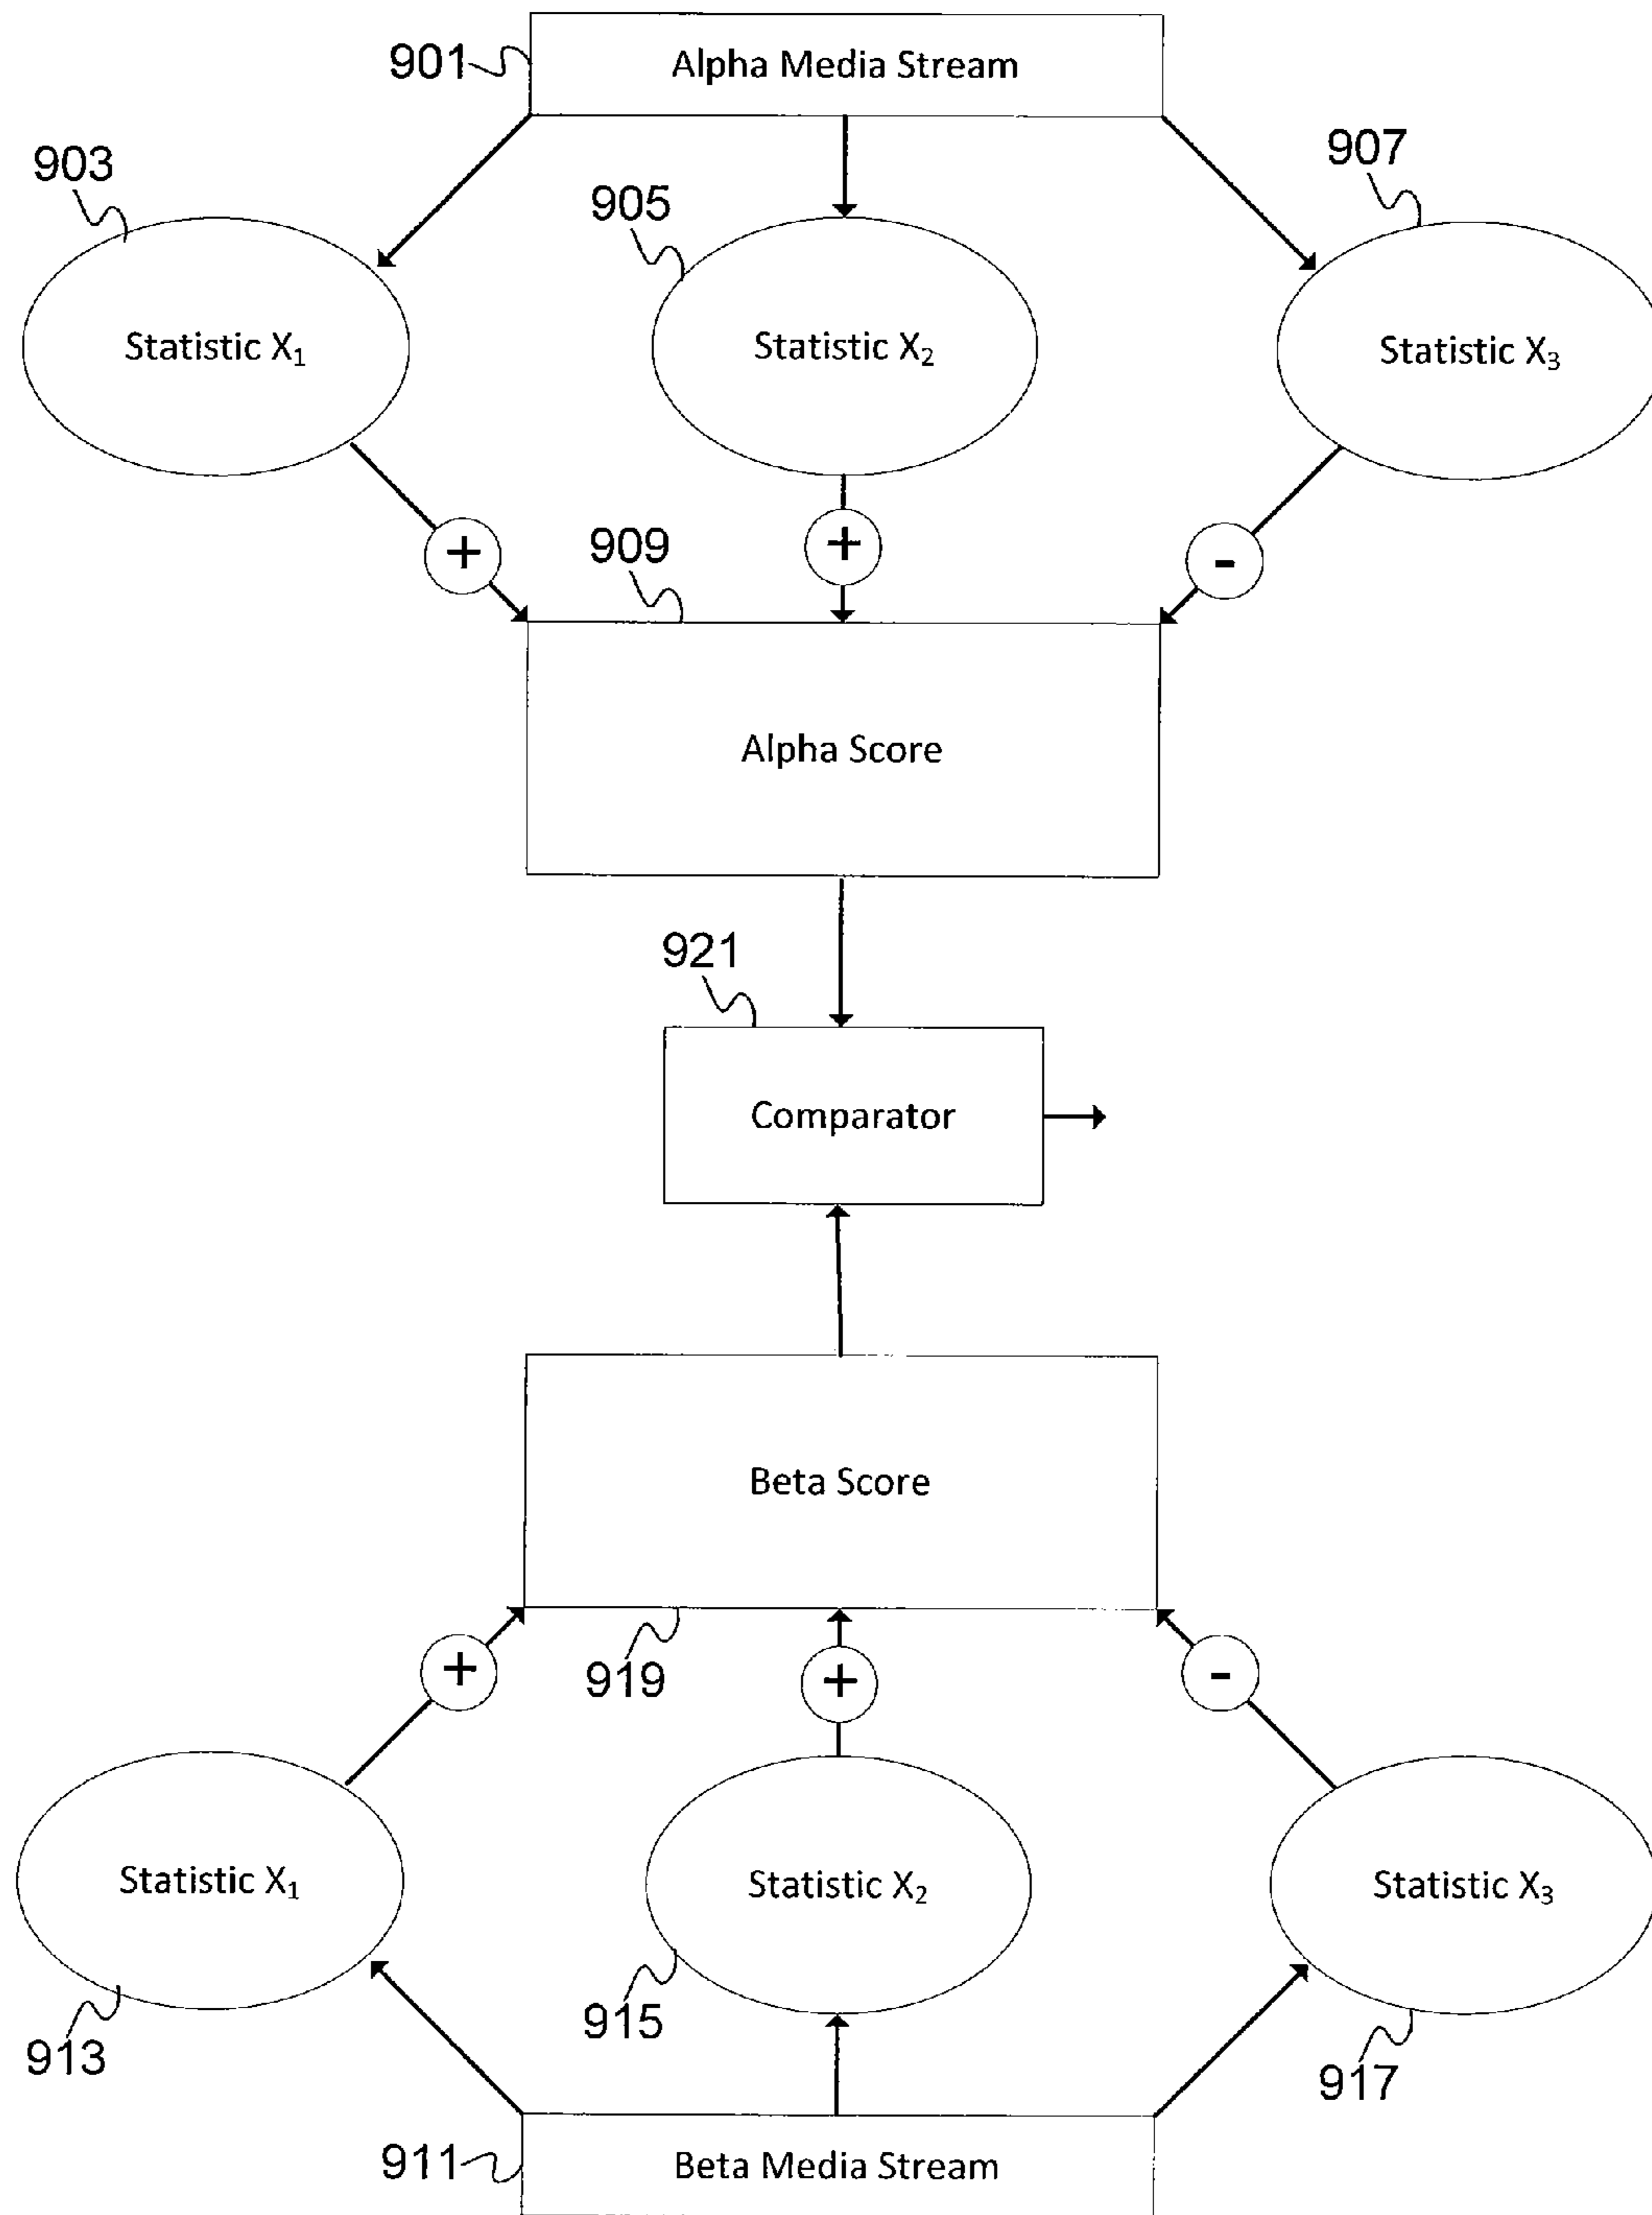 901
Alpha Media Stream
903
905
907
Statistic X₁
Statistic X₂
Statistic X₃
+
+
-
909
Alpha Score
921
Comparator
Beta Score
+
+
-
919
Statistic X₁
Statistic X₂
Statistic X₃
913
915
917
911
Beta Media Stream